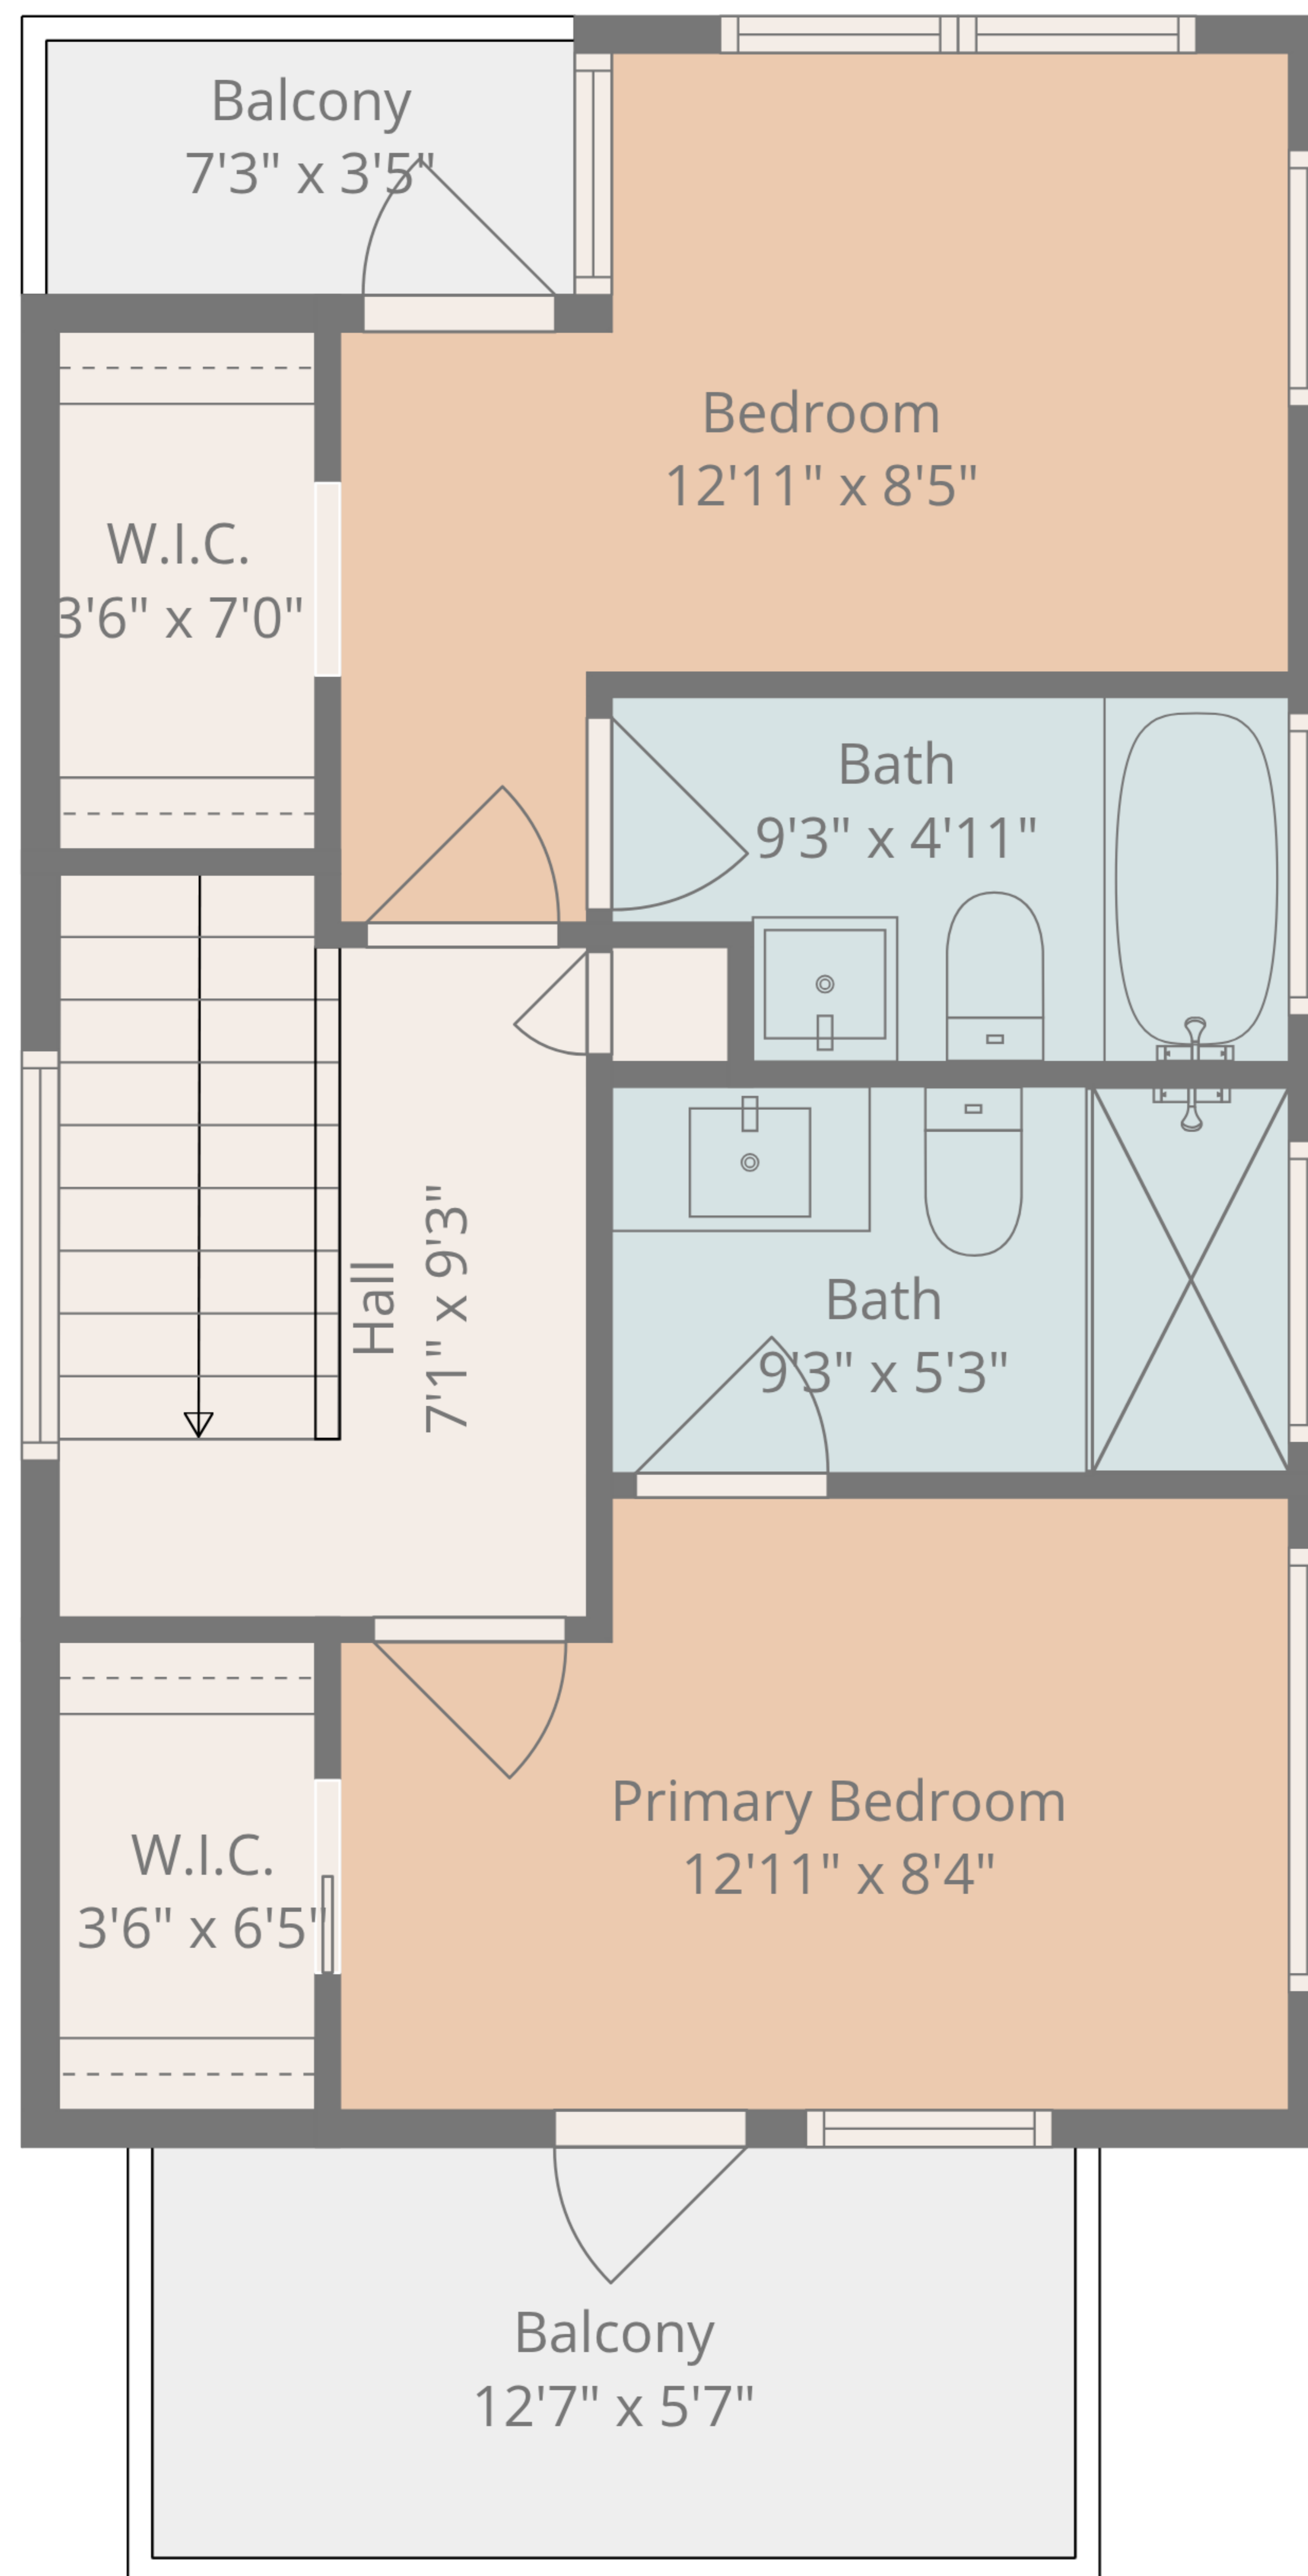 Balcony
7'3" x 3'5"
Bedroom
12'11" x 8'5"
W.I.C.
3'6" x 7'0"
Bath
9'3" x 4'11"
Hall
7'1" x 9'3"
Bath
9'3" x 5'3"
Primary Bedroom
12'11" x 8'4"
W.I.C.
3'6" x 6'5"
Balcony
12'7" x 5'7"